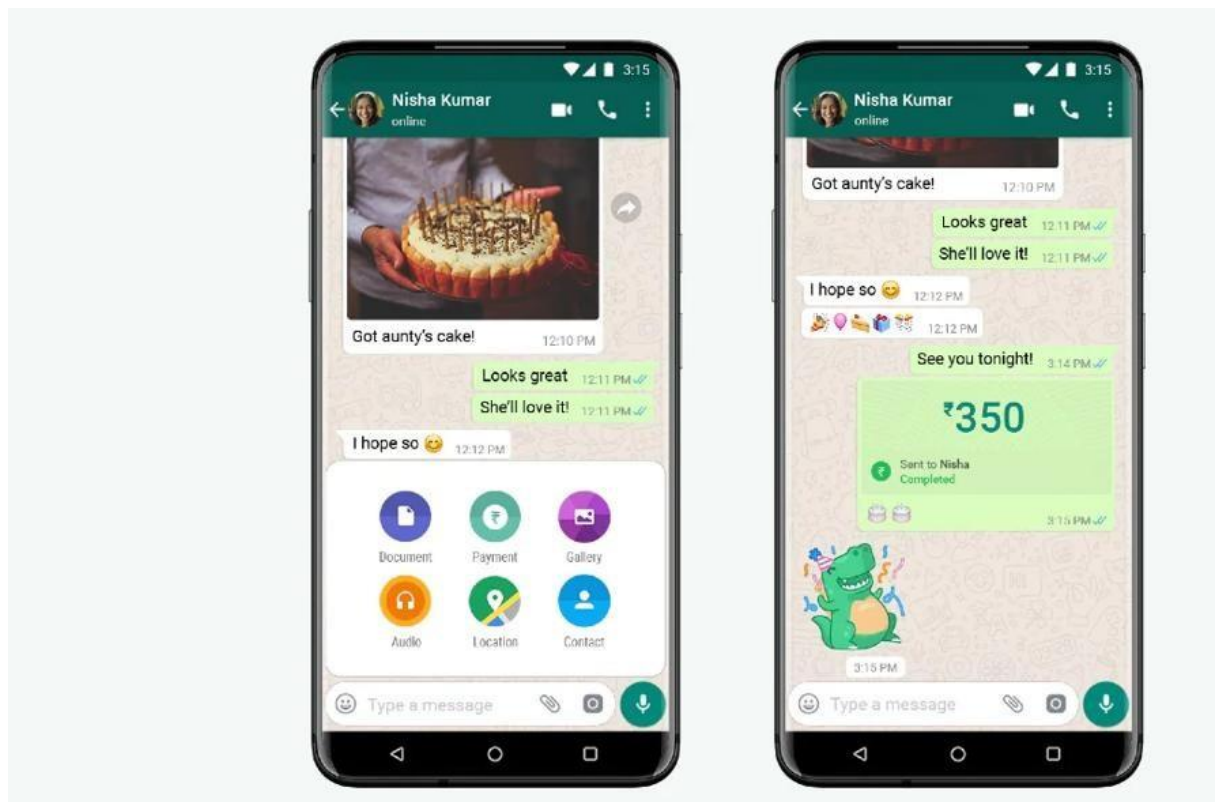 3:15
Nisha Kumar
online
Got aunty's cake!
12:10 PM
Looks great 12:11 PM
She'll love it! 12:11 PM
I hope so 😊 12:12 PM
Document Payment Gallery
Audio Location Contact
Type a message
3:15
Nisha Kumar
online
Got aunty's cake! 12:10 PM
Looks great 12:11 PM
She'll love it! 12:11 PM
I hope so 😊 12:12 PM
🎉🎈🍰🎁🎊 12:12 PM
See you tonight! 3:14 PM
₹350
₹ Sent to Nisha
Completed
🎂🎂 3:15 PM
3:15 PM
Type a message